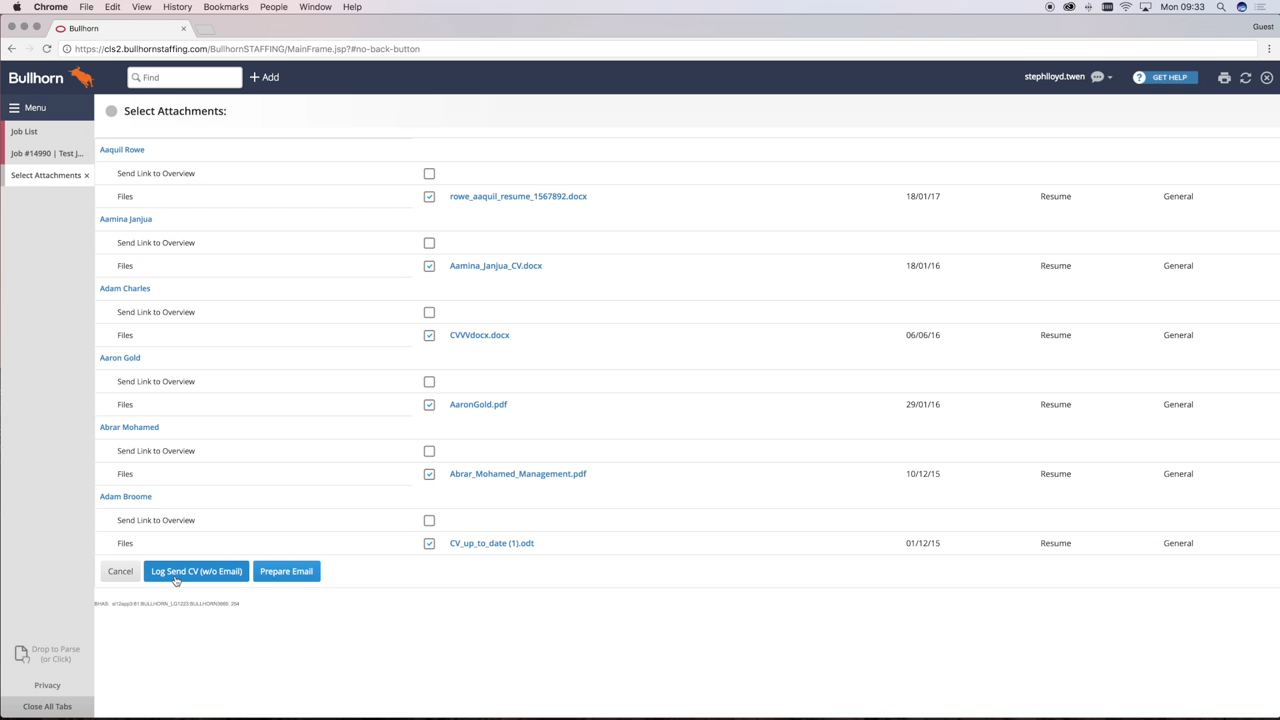 Chrome File Edit View History Bookmarks People Window Help Mon 09:33
Bullhorn Guest
https://cls2.bullhornstaffing.com/BullhornSTAFFING/MainFrame.jsp?#no-back-button
Bullhorn Find + Add stephlloyd.twen ? GET HELP
Menu
Select Attachments:
Job List
Job #14990 | Test J...
Select Attachments ×
Aaquil Rowe
Send Link to Overview
Files rowe_aaquil_resume_1567892.docx 18/01/17 Resume General
Aamina Janjua
Send Link to Overview
Files Aamina_Janjua_CV.docx 18/01/16 Resume General
Adam Charles
Send Link to Overview
Files CVVVdocx.docx 06/06/16 Resume General
Aaron Gold
Send Link to Overview
Files AaronGold.pdf 29/01/16 Resume General
Abrar Mohamed
Send Link to Overview
Files Abrar_Mohamed_Management.pdf 10/12/15 Resume General
Adam Broome
Send Link to Overview
Files CV_up_to_date (1).odt 01/12/15 Resume General
Cancel Log Send CV (w/o Email) Prepare Email
Drop to Parse
(or Click)
Privacy
Close All Tabs